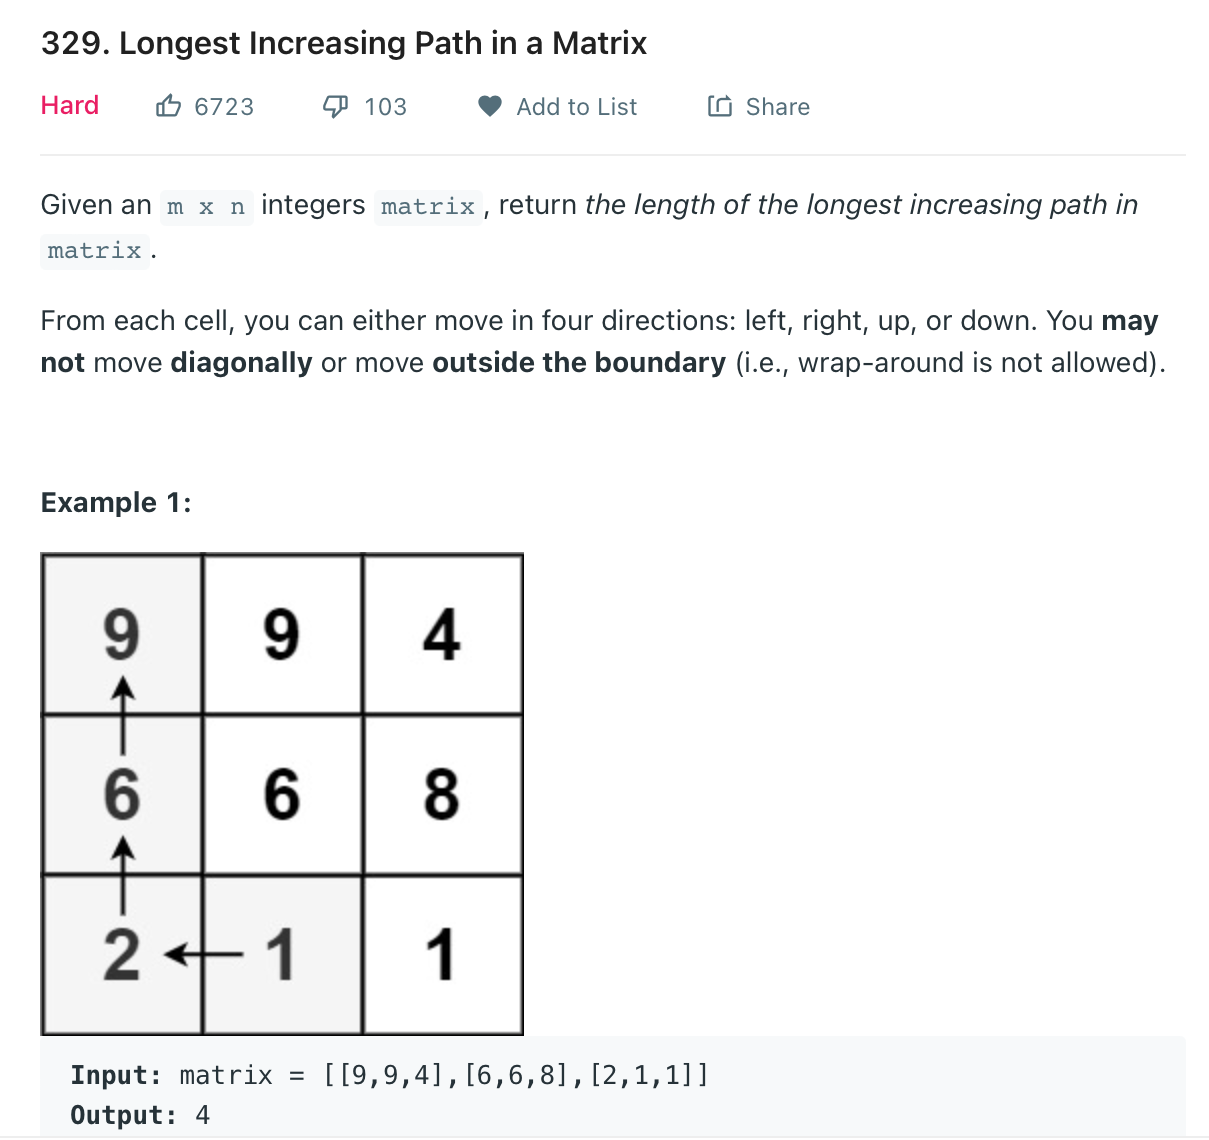 329. Longest Increasing Path in a Matrix
Hard 6723 103 Add to List Share
Given an m x n integers matrix, return the length of the longest increasing path in
matrix.
From each cell, you can either move in four directions: left, right, up, or down. You may
not move diagonally or move outside the boundary (i.e., wrap-around is not allowed).
Example 1:
9 9 4
6 6 8
2 1 1
Input: matrix = [[9,9,4],[6,6,8],[2,1,1]]
Output: 4